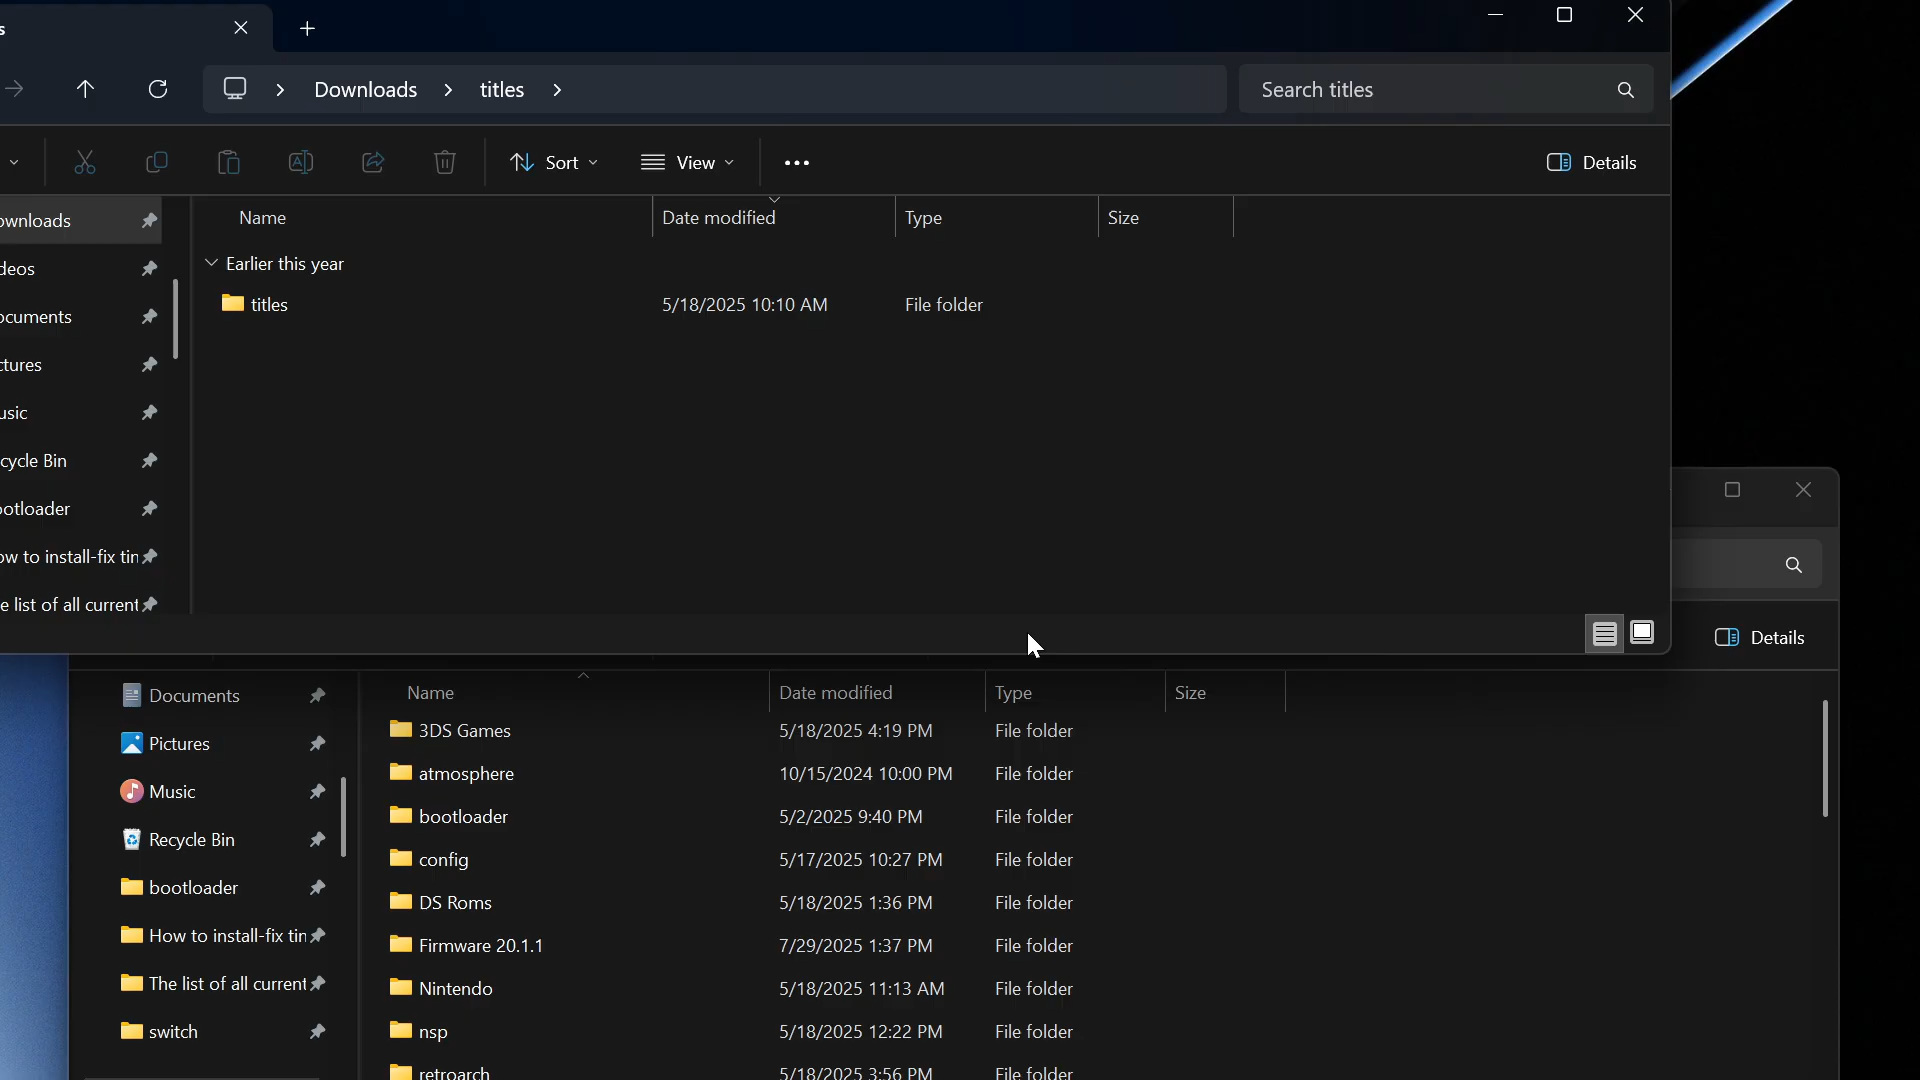 s
Downloads titles
Search titles
Sort
View
Details
Name Date modified Type Size
Earlier this year
titles 5/18/2025 10:10 AM File folder
ownloads
deos
ocuments
ctures
usic
cycle Bin
ootloader
ow to install-fix tin
e list of all current
Details
Documents
Pictures
Music
Recycle Bin
bootloader
How to install-fix tin
The list of all current
switch
Name Date modified Type Size
3DS Games 5/18/2025 4:19 PM File folder
atmosphere 10/15/2024 10:00 PM File folder
bootloader 5/2/2025 9:40 PM File folder
config 5/17/2025 10:27 PM File folder
DS Roms 5/18/2025 1:36 PM File folder
Firmware 20.1.1 7/29/2025 1:37 PM File folder
Nintendo 5/18/2025 11:13 AM File folder
nsp 5/18/2025 12:22 PM File folder
retroarch 5/18/2025 3:56 PM File folder